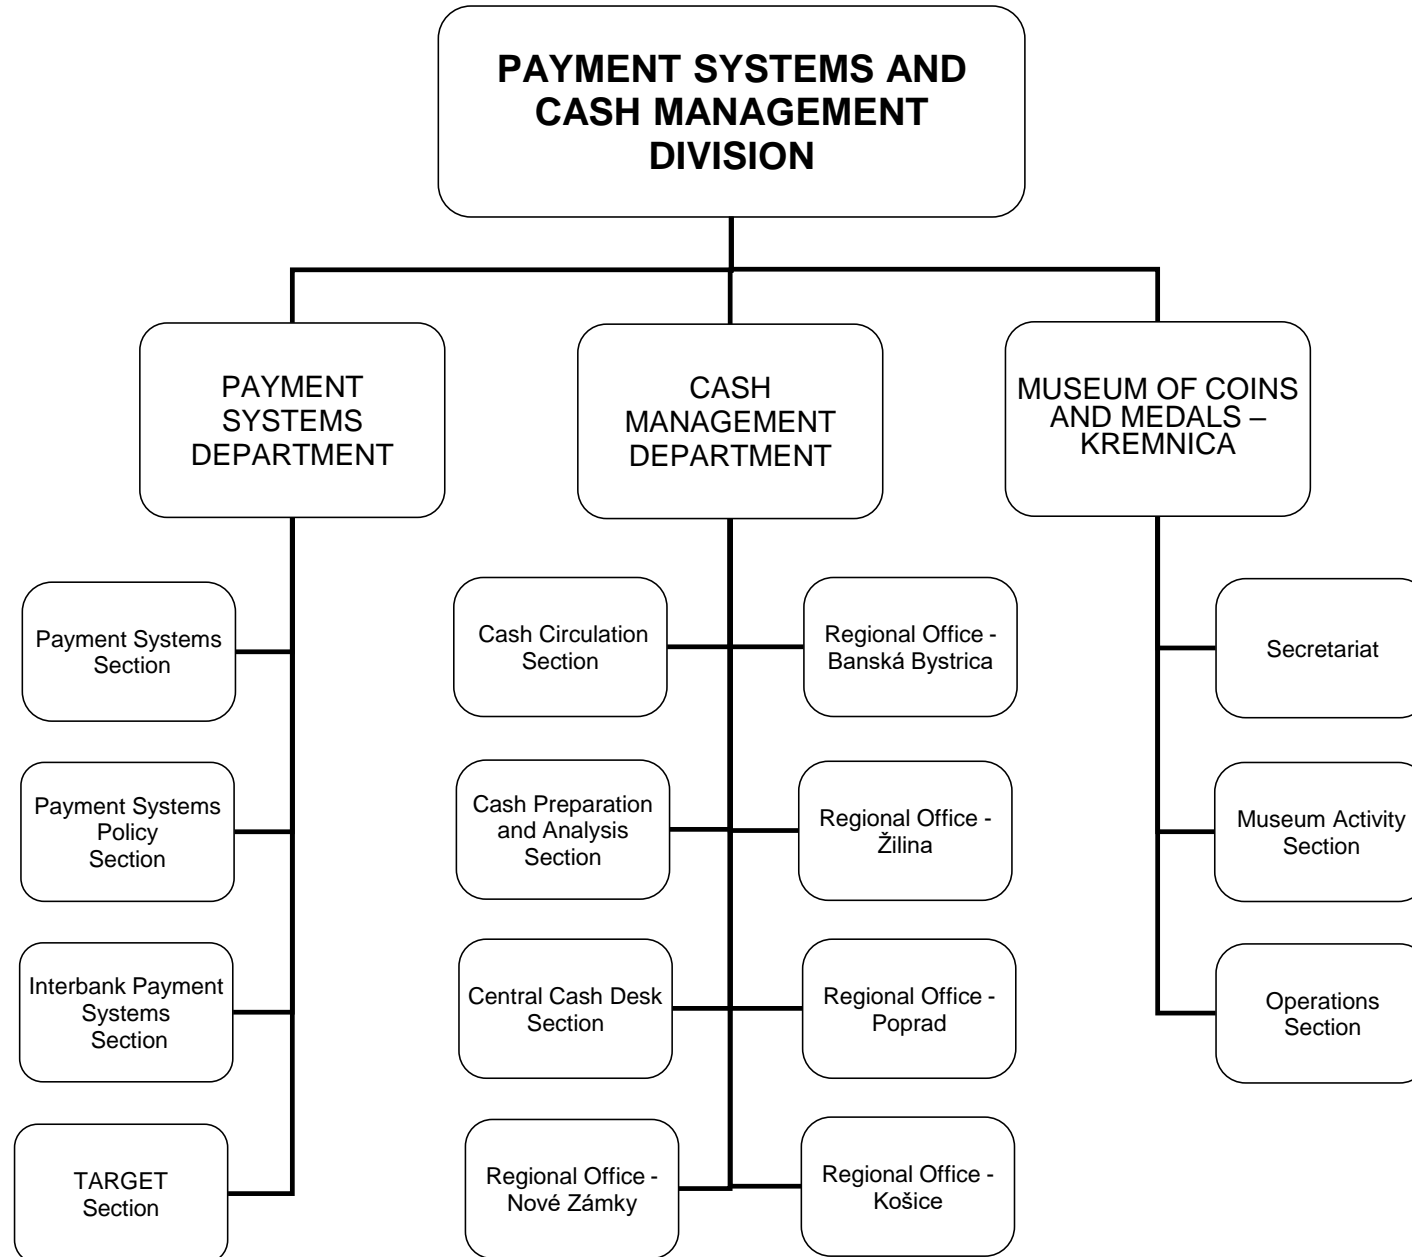 PAYMENT SYSTEMS AND
CASH MANAGEMENT
DIVISION
PAYMENT
SYSTEMS
DEPARTMENT
CASH
MANAGEMENT
DEPARTMENT
MUSEUM OF COINS
AND MEDALS –
KREMNICA
Payment Systems
Section
Cash Circulation
Section
Regional Office -
Banská Bystrica
Secretariat
Payment Systems
Policy
Section
Cash Preparation
and Analysis
Section
Regional Office -
Žilina
Museum Activity
Section
Interbank Payment
Systems
Section
Central Cash Desk
Section
Regional Office -
Poprad
Operations
Section
TARGET
Section
Regional Office -
Nové Zámky
Regional Office -
Košice